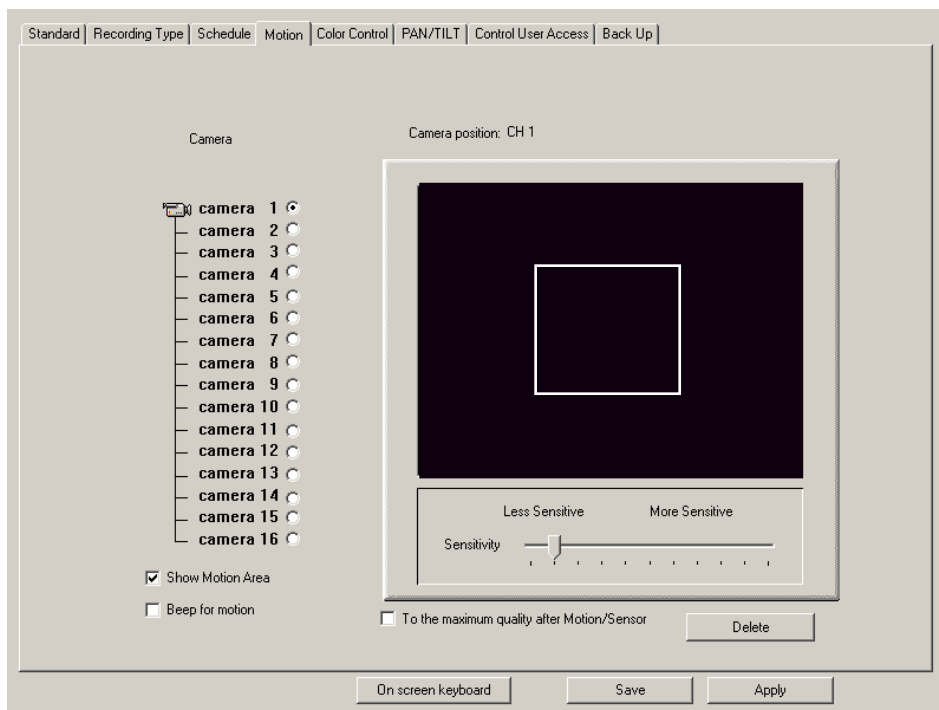 Standard Recording Type Schedule Motion Color Control PAN/TILT Control User Access Back Up
Camera
Camera position: CH 1
camera 1
camera 2
camera 3
camera 4
camera 5
camera 6
camera 7
camera 8
camera 9
camera 10
camera 11
camera 12
camera 13
camera 14
camera 15
camera 16
Less Sensitive More Sensitive
Sensitivity
Show Motion Area
Beep for motion
To the maximum quality after Motion/Sensor
Delete
On screen keyboard Save Apply